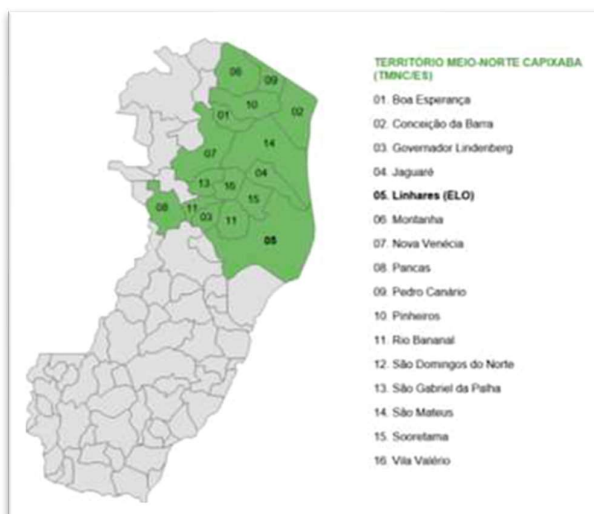 TERRITÓRIO MEIO-NORTE CAPIXABA
(TMNC/ES)
01. Boa Esperança
02. Conceição da Barra
03. Governador Lindenberg
04. Jaguaré
05. Linhares (ELO)
06. Montanha
07. Nova Venécia
08. Pancas
09. Pedro Canário
10. Pinheiros
11. Rio Bananal
12. São Domingos do Norte
13. São Gabriel da Palha
14. São Mateus
15. Sooretama
16. Vila Valério
06
09
10
01
02
14
07
04
13
16
15
08
11
03
11
05